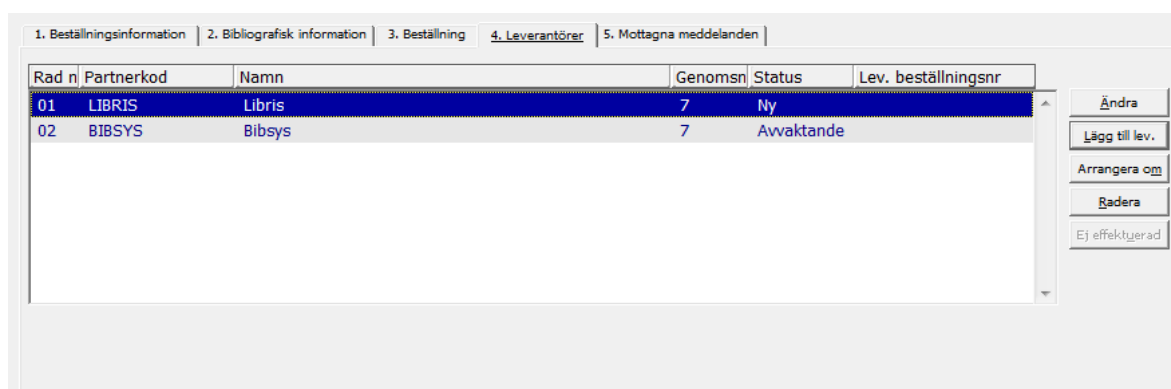 1. Beställningsinformation 2. Bibliografisk information 3. Beställning 4. Leverantörer 5. Mottagna meddelanden
Rad n Partnerkod Namn Genomsn Status Lev. beställningsnr
01 LIBRIS Libris 7 Ny
02 BIBSYS Bibsys 7 Avvaktande
Ändra
Lägg till lev.
Arrangera om
Radera
Ej effektuerad